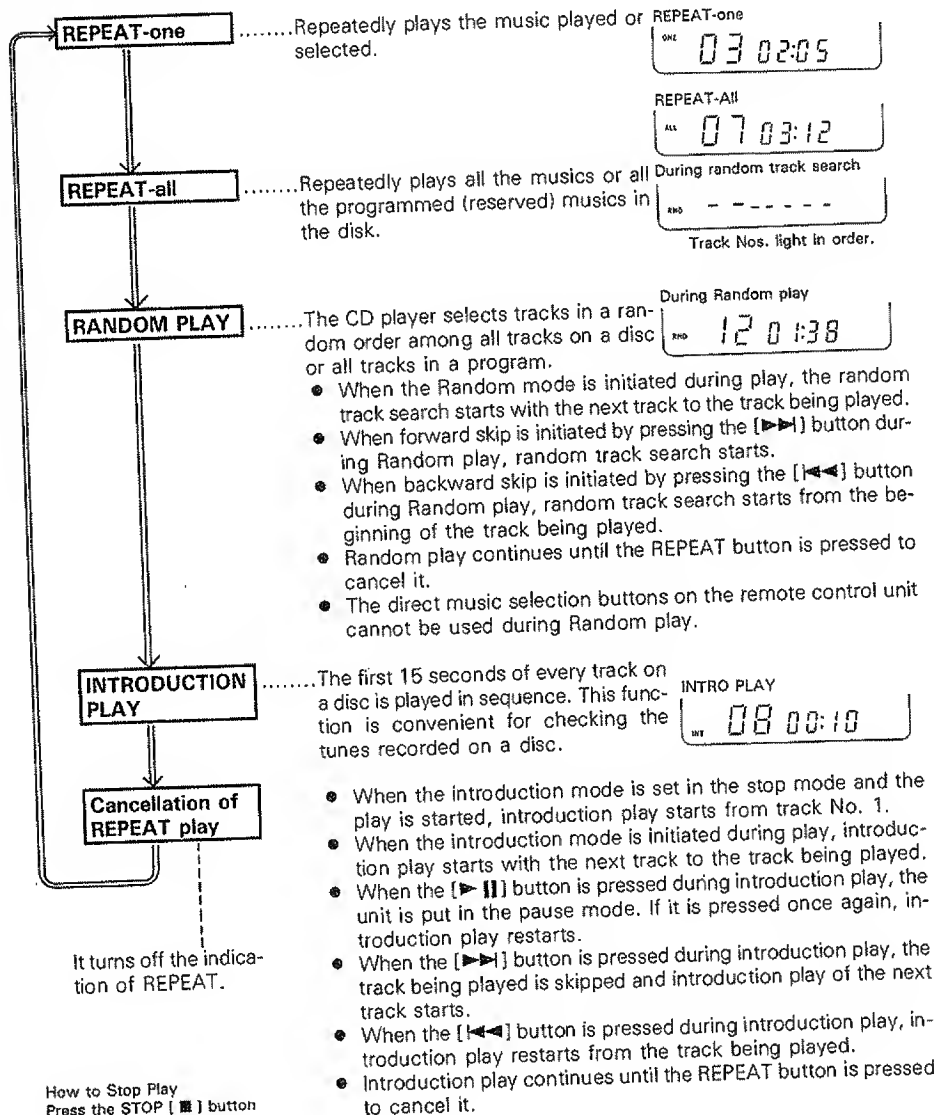 REPEAT-one
........Repeatedly plays the music played or
selected.
REPEAT-one
ONE 03 02:05
REPEAT-All
ALL 07 03:12
REPEAT-all
........Repeatedly plays all the musics or all
the programmed (reserved) musics in
the disk.
During random track search
RND - - - - - - -
Track Nos. light in order.
RANDOM PLAY
........The CD player selects tracks in a ran-
dom order among all tracks on a disc
or all tracks in a program.
During Random play
RND 12 01:38
● When the Random mode is initiated during play, the random
track search starts with the next track to the track being played.
● When forward skip is initiated by pressing the [▶▶|] button dur-
ing Random play, random track search starts.
● When backward skip is initiated by pressing the [|◀◀] button
during Random play, random track search starts from the be-
ginning of the track being played.
● Random play continues until the REPEAT button is pressed to
cancel it.
● The direct music selection buttons on the remote control unit
cannot be used during Random play.
INTRODUCTION
PLAY
........The first 15 seconds of every track on
a disc is played in sequence. This func-
tion is convenient for checking the
tunes recorded on a disc.
INTRO PLAY
INT 08 00:10
Cancellation of
REPEAT play
It turns off the indica-
tion of REPEAT.
● When the introduction mode is set in the stop mode and the
play is started, introduction play starts from track No. 1.
● When the introduction mode is initiated during play, introduc-
tion play starts with the next track to the track being played.
● When the [▶ ||] button is pressed during introduction play, the
unit is put in the pause mode. If it is pressed once again, in-
troduction play restarts.
● When the [▶▶|] button is pressed during introduction play, the
track being played is skipped and introduction play of the next
track starts.
● When the [|◀◀] button is pressed during introduction play, in-
troduction play restarts from the track being played.
● Introduction play continues until the REPEAT button is pressed
to cancel it.
How to Stop Play
Press the STOP [ ■ ] button